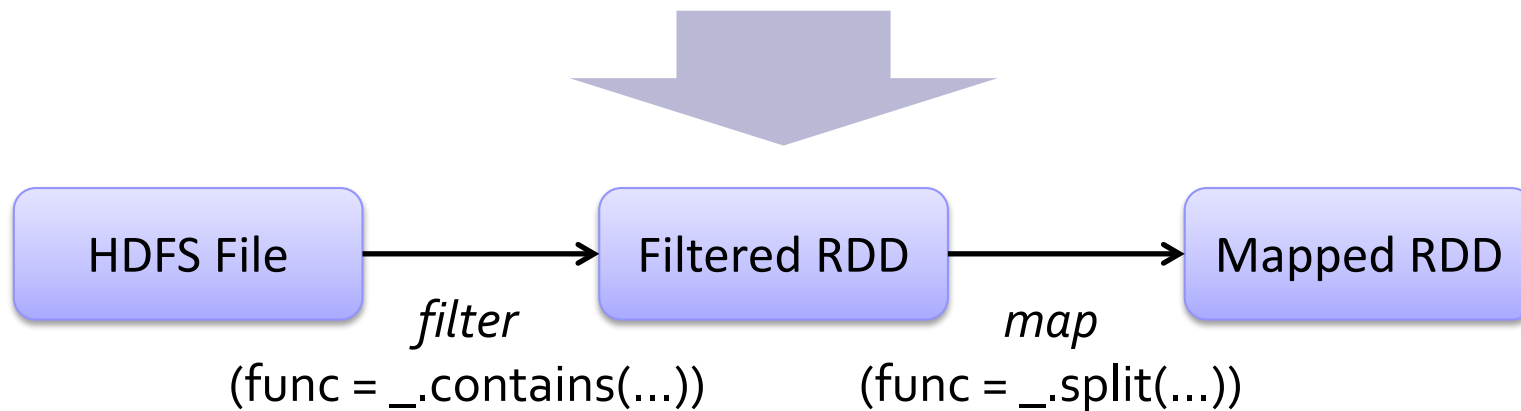 HDFS File
Filtered RDD
Mapped RDD
filter
map
(func = _.contains(...))
(func = _.split(...))